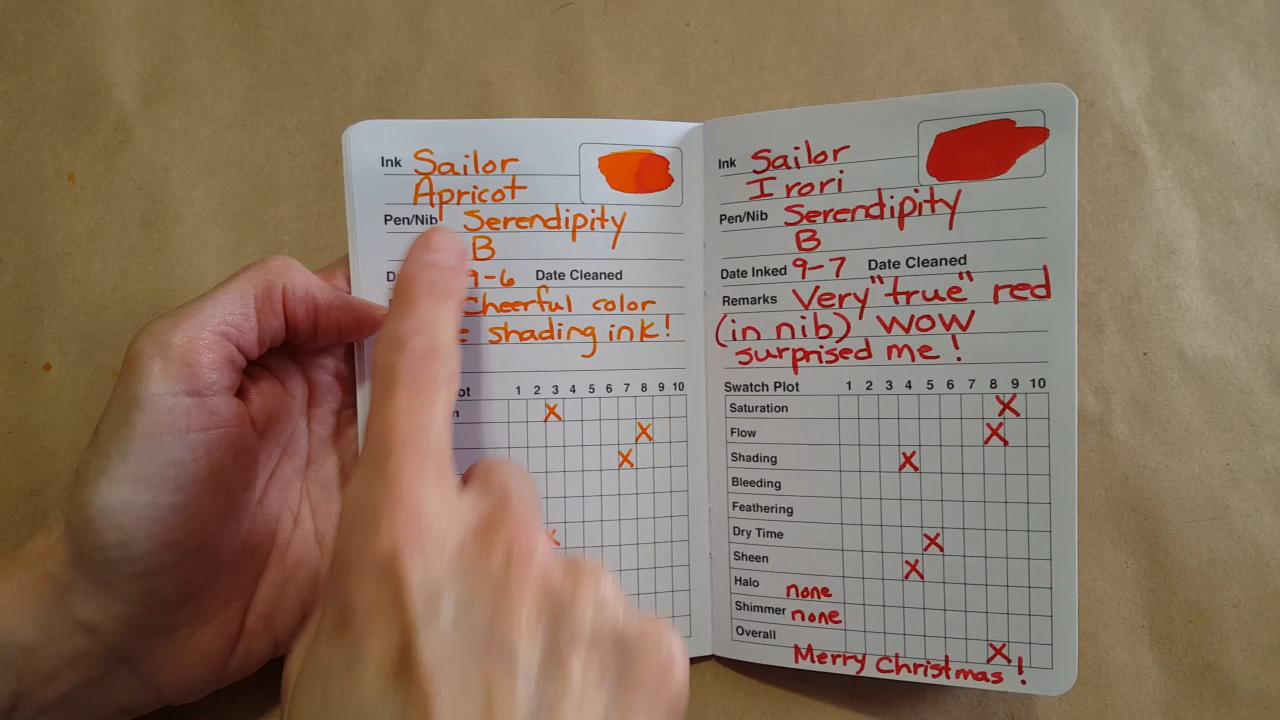 Ink Sailor
Apricot
Pen/Nib Serendipity
B
9-6 Date Cleaned
Cheerful color
shading ink!
1 2 3 4 5 6 7 8 9 10
X
X
X
X
Ink Sailor
Irori
Pen/Nib Serendipity
B
Date Inked 9-7 Date Cleaned
Remarks Very "true" red
(in nib) WOW
surprised me!
Swatch Plot 1 2 3 4 5 6 7 8 9 10
Saturation X
Flow X
Shading X
Bleeding
Feathering
Dry Time X
Sheen X
Halo none
Shimmer none
Overall X
Merry Christmas!